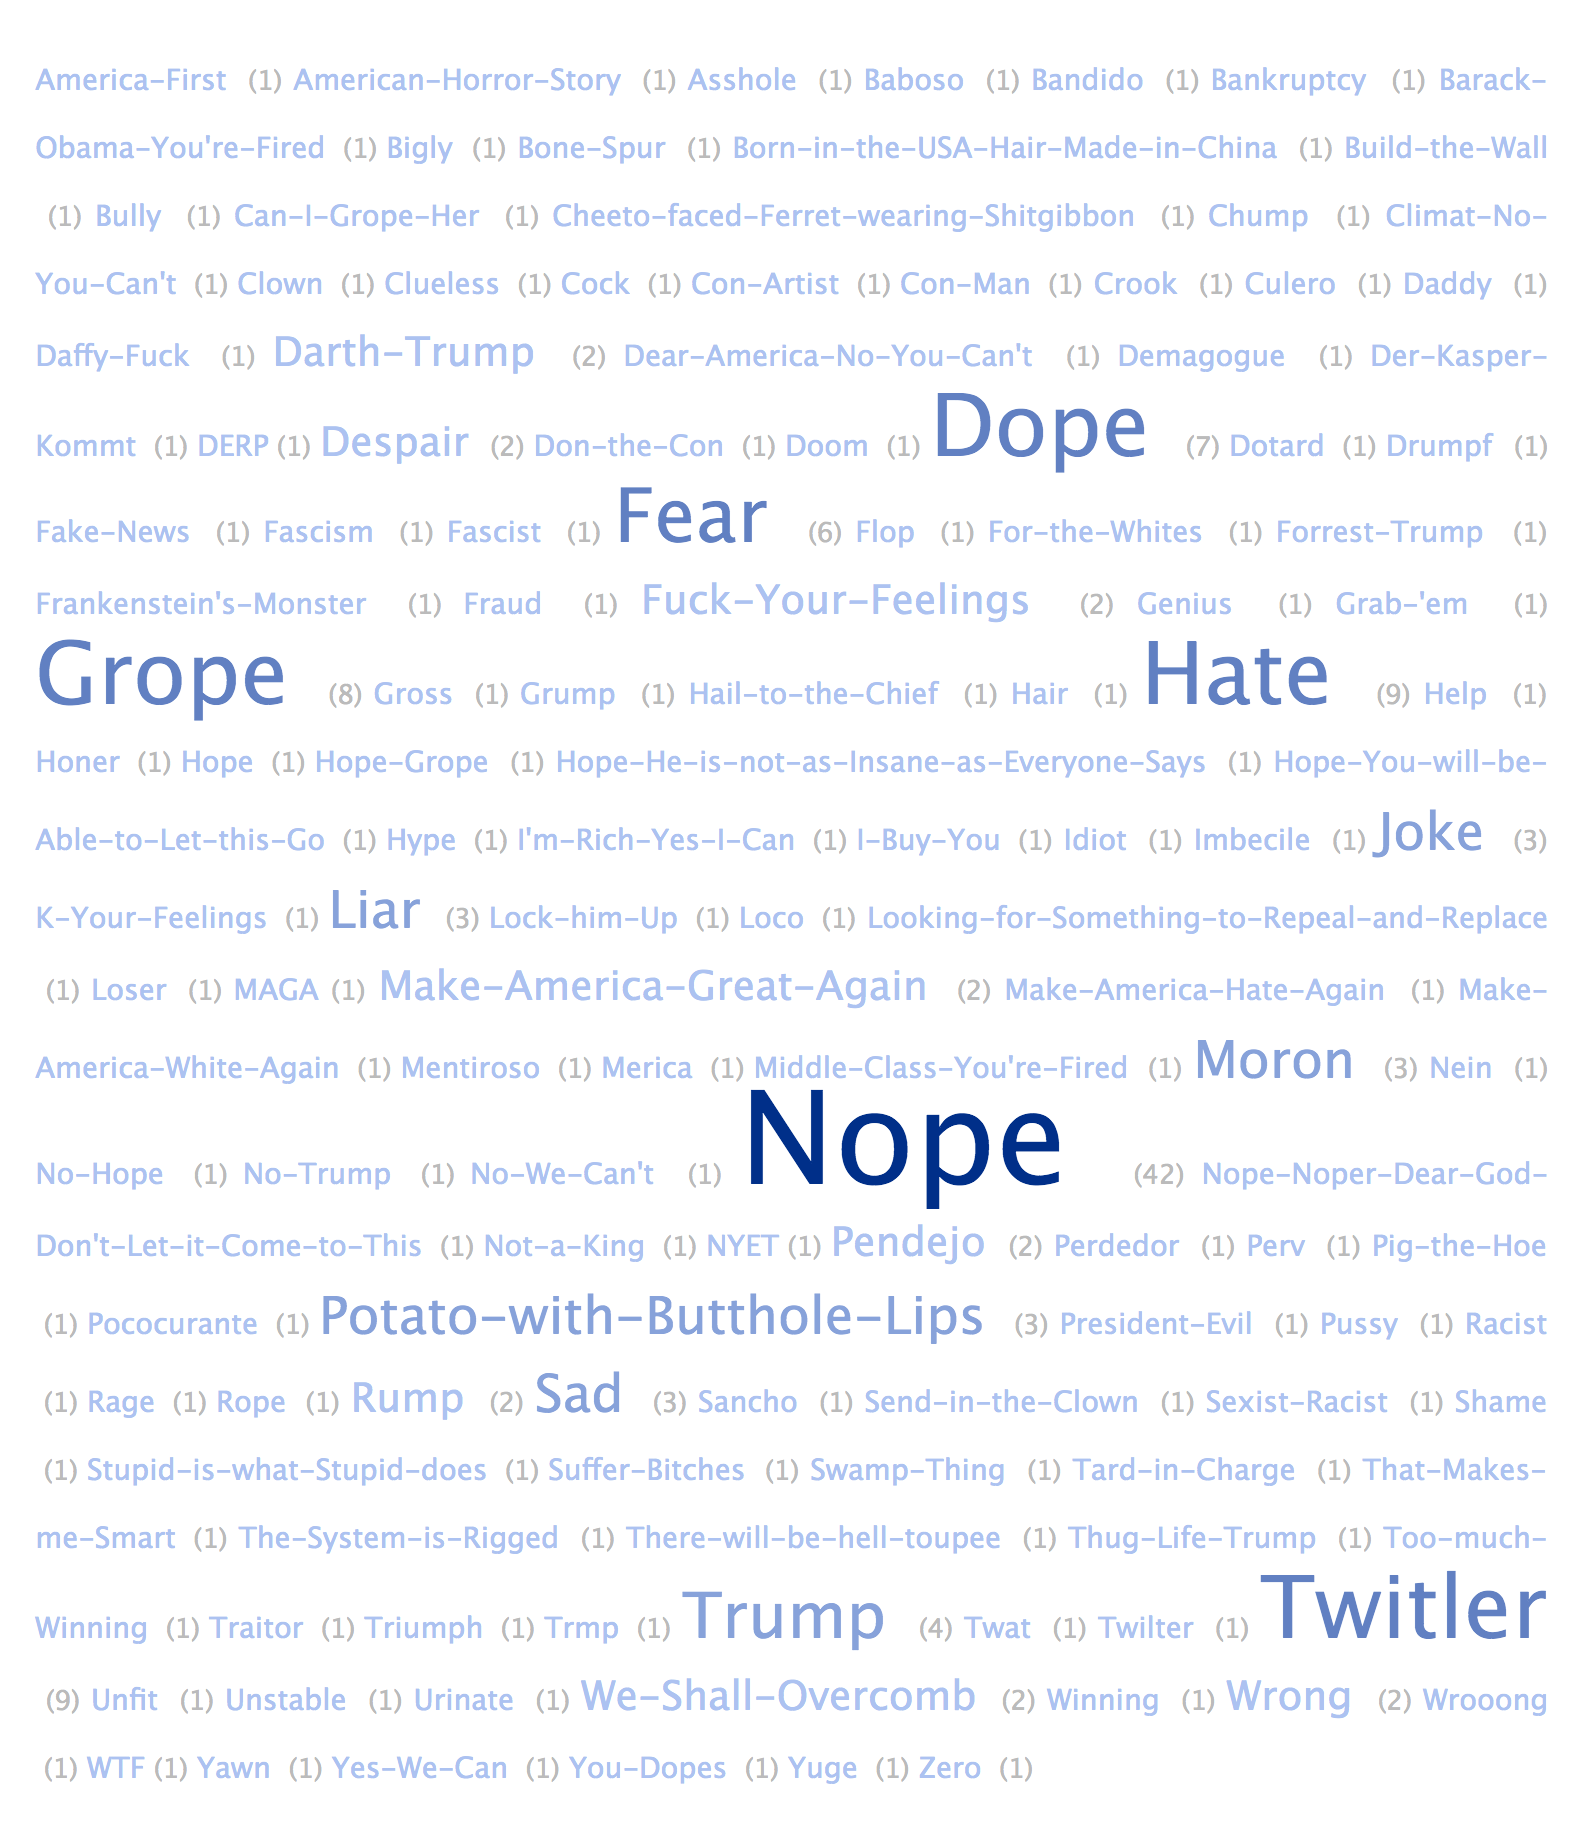 America-First (1) American-Horror-Story (1) Asshole (1) Baboso (1) Bandido (1) Bankruptcy (1) Barack-
Obama-You're-Fired (1) Bigly (1) Bone-Spur (1) Born-in-the-USA-Hair-Made-in-China (1) Build-the-Wall
(1) Bully (1) Can-I-Grope-Her (1) Cheeto-faced-Ferret-wearing-Shitgibbon (1) Chump (1) Climat-No-
You-Can't (1) Clown (1) Clueless (1) Cock (1) Con-Artist (1) Con-Man (1) Crook (1) Culero (1) Daddy (1)
Daffy-Fuck (1) Darth-Trump (2) Dear-America-No-You-Can't (1) Demagogue (1) Der-Kasper-
Kommt (1) DERP (1) Despair (2) Don-the-Con (1) Doom (1) Dope (7) Dotard (1) Drumpf (1)
Fake-News (1) Fascism (1) Fascist (1) Fear (6) Flop (1) For-the-Whites (1) Forrest-Trump (1)
Frankenstein's-Monster (1) Fraud (1) Fuck-Your-Feelings (2) Genius (1) Grab-'em (1)
Grope (8) Gross (1) Grump (1) Hail-to-the-Chief (1) Hair (1) Hate (9) Help (1)
Honer (1) Hope (1) Hope-Grope (1) Hope-He-is-not-as-Insane-as-Everyone-Says (1) Hope-You-will-be-
Able-to-Let-this-Go (1) Hype (1) I'm-Rich-Yes-I-Can (1) I-Buy-You (1) Idiot (1) Imbecile (1) Joke (3)
K-Your-Feelings (1) Liar (3) Lock-him-Up (1) Loco (1) Looking-for-Something-to-Repeal-and-Replace
(1) Loser (1) MAGA (1) Make-America-Great-Again (2) Make-America-Hate-Again (1) Make-
America-White-Again (1) Mentiroso (1) Merica (1) Middle-Class-You're-Fired (1) Moron (3) Nein (1)
No-Hope (1) No-Trump (1) No-We-Can't (1) Nope (42) Nope-Noper-Dear-God-
Don't-Let-it-Come-to-This (1) Not-a-King (1) NYET (1) Pendejo (2) Perdedor (1) Perv (1) Pig-the-Hoe
(1) Pococurante (1) Potato-with-Butthole-Lips (3) President-Evil (1) Pussy (1) Racist
(1) Rage (1) Rope (1) Rump (2) Sad (3) Sancho (1) Send-in-the-Clown (1) Sexist-Racist (1) Shame
(1) Stupid-is-what-Stupid-does (1) Suffer-Bitches (1) Swamp-Thing (1) Tard-in-Charge (1) That-Makes-
me-Smart (1) The-System-is-Rigged (1) There-will-be-hell-toupee (1) Thug-Life-Trump (1) Too-much-
Winning (1) Traitor (1) Triumph (1) Trmp (1) Trump (4) Twat (1) Twilter (1) Twitler
(9) Unfit (1) Unstable (1) Urinate (1) We-Shall-Overcomb (2) Winning (1) Wrong (2) Wrooong
(1) WTF (1) Yawn (1) Yes-We-Can (1) You-Dopes (1) Yuge (1) Zero (1)